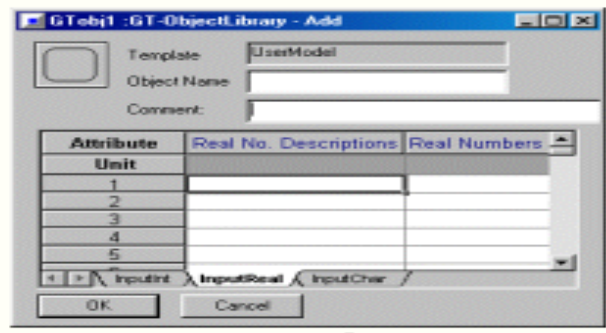 GTobj1 :GT-ObjectLibrary - Add
Template UserModel
Object Name
Comment:
Attribute Real No. Descriptions Real Numbers
Unit
1
2
3
4
5
InputInt InputReal InputChar
OK Cancel